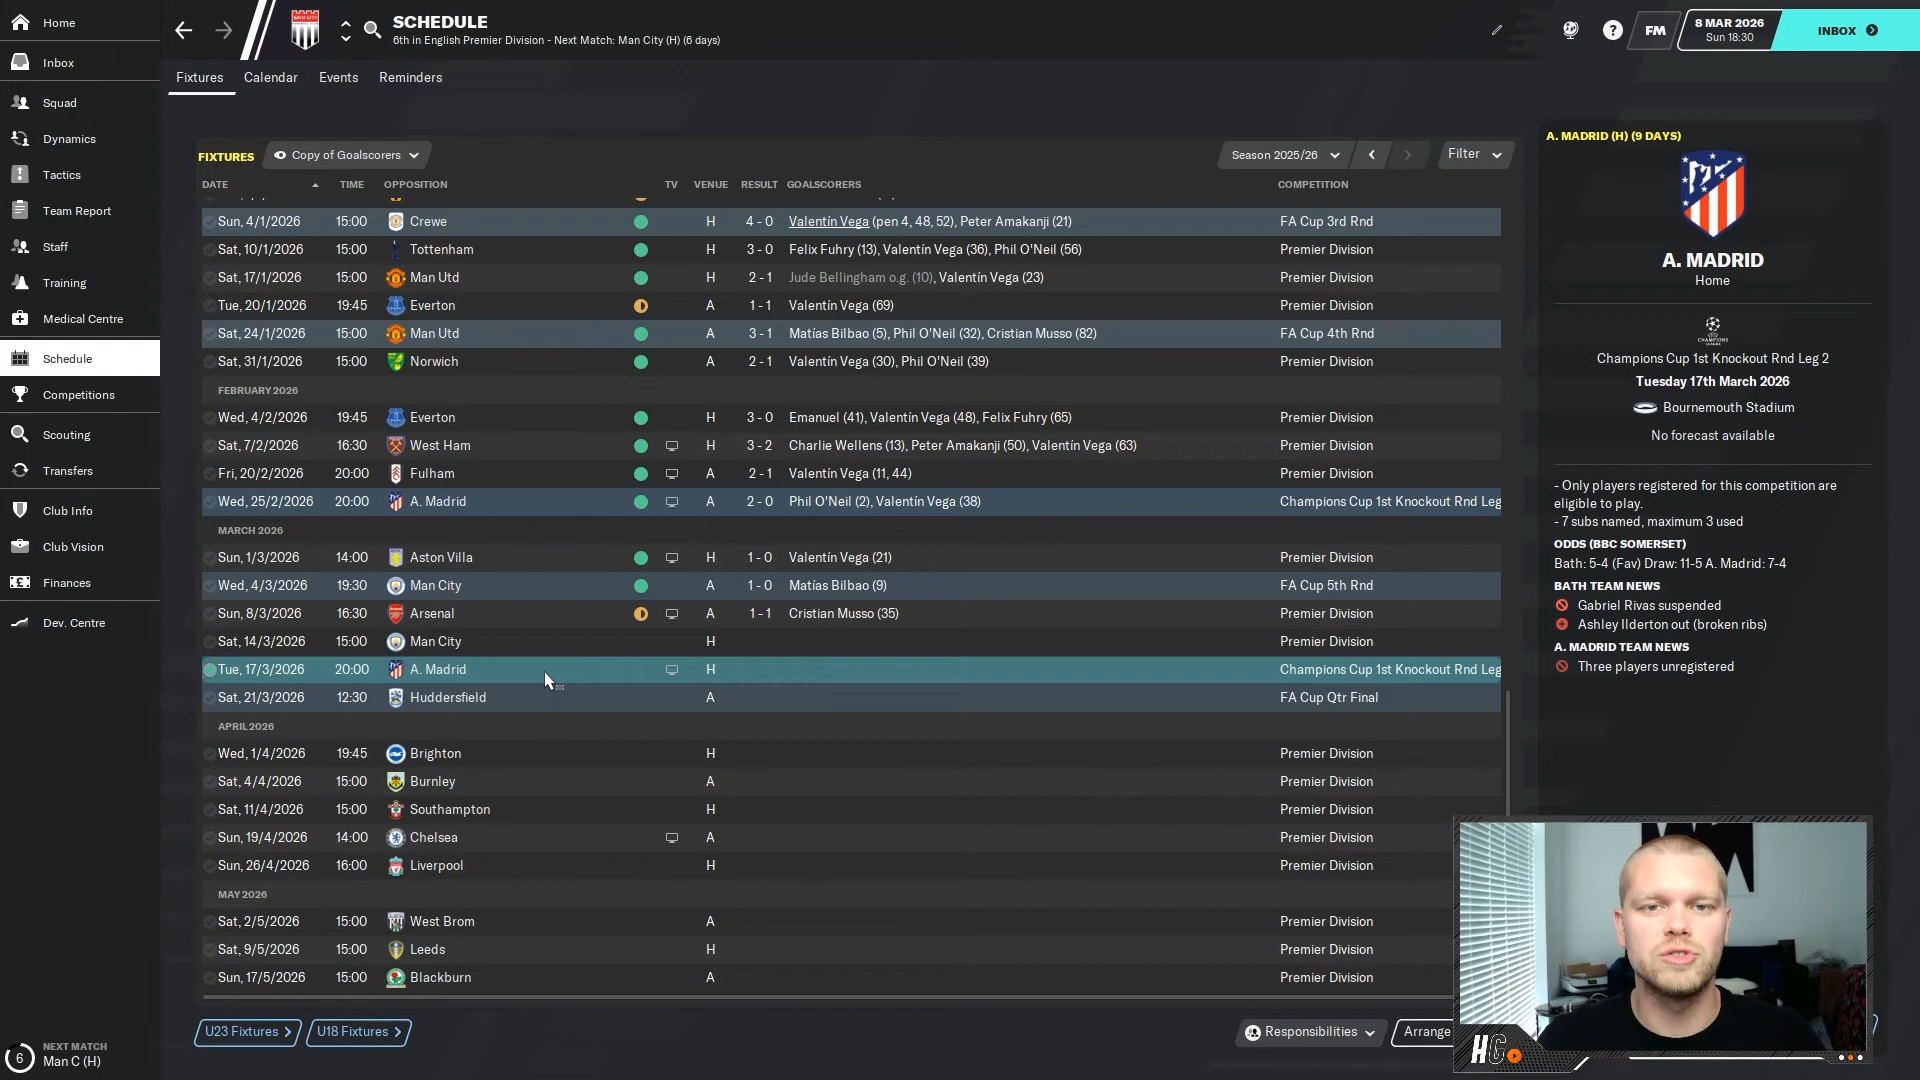 Home
Inbox
Squad
Dynamics
Tactics
Team Report
Staff
Training
Medical Centre
Schedule
Competitions
Scouting
Transfers
Club Info
Club Vision
Finances
Dev. Centre
6
NEXT MATCH
Man C (H)
BATH CITY
SCHEDULE
6th in English Premier Division - Next Match: Man City (H) (6 days)
FM
8 MAR 2026
Sun 18:30
INBOX
Fixtures Calendar Events Reminders
FIXTURES Copy of Goalscorers Season 2025/26 Filter
DATE TIME OPPOSITION TV VENUE RESULT GOALSCORERS COMPETITION
Sun, 4/1/2026 15:00 Crewe H 4 - 0 Valentín Vega (pen 4, 48, 52), Peter Amakanji (21) FA Cup 3rd Rnd
Sat, 10/1/2026 15:00 Tottenham H 3 - 0 Felix Fuhry (13), Valentín Vega (36), Phil O'Neil (56) Premier Division
Sat, 17/1/2026 15:00 Man Utd H 2 - 1 Jude Bellingham o.g. (10), Valentín Vega (23) Premier Division
Tue, 20/1/2026 19:45 Everton A 1 - 1 Valentín Vega (69) Premier Division
Sat, 24/1/2026 15:00 Man Utd A 3 - 1 Matías Bilbao (5), Phil O'Neil (32), Cristian Musso (82) FA Cup 4th Rnd
Sat, 31/1/2026 15:00 Norwich A 2 - 1 Valentín Vega (30), Phil O'Neil (39) Premier Division
FEBRUARY 2026
Wed, 4/2/2026 19:45 Everton H 3 - 0 Emanuel (41), Valentín Vega (48), Felix Fuhry (65) Premier Division
Sat, 7/2/2026 16:30 West Ham H 3 - 2 Charlie Wellens (13), Peter Amakanji (50), Valentín Vega (63) Premier Division
Fri, 20/2/2026 20:00 Fulham A 2 - 1 Valentín Vega (11, 44) Premier Division
Wed, 25/2/2026 20:00 A. Madrid A 2 - 0 Phil O'Neil (2), Valentín Vega (38) Champions Cup 1st Knockout Rnd Leg
MARCH 2026
Sun, 1/3/2026 14:00 Aston Villa H 1 - 0 Valentín Vega (21) Premier Division
Wed, 4/3/2026 19:30 Man City A 1 - 0 Matías Bilbao (9) FA Cup 5th Rnd
Sun, 8/3/2026 16:30 Arsenal A 1 - 1 Cristian Musso (35) Premier Division
Sat, 14/3/2026 15:00 Man City H Premier Division
Tue, 17/3/2026 20:00 A. Madrid H Champions Cup 1st Knockout Rnd Leg
Sat, 21/3/2026 12:30 Huddersfield A FA Cup Qtr Final
APRIL 2026
Wed, 1/4/2026 19:45 Brighton H Premier Division
Sat, 4/4/2026 15:00 Burnley A Premier Division
Sat, 11/4/2026 15:00 Southampton H Premier Division
Sun, 19/4/2026 14:00 Chelsea A Premier Division
Sun, 26/4/2026 16:00 Liverpool H Premier Division
MAY 2026
Sat, 2/5/2026 15:00 West Brom A Premier Division
Sat, 9/5/2026 15:00 Leeds H Premier Division
Sun, 17/5/2026 15:00 Blackburn A Premier Division
U23 Fixtures U18 Fixtures Responsibilities Arrange
A. MADRID (H) (9 DAYS)
A. MADRID
Home
CHAMPIONS
Champions Cup 1st Knockout Rnd Leg 2
Tuesday 17th March 2026
Bournemouth Stadium
No forecast available
- Only players registered for this competition are
eligible to play.
- 7 subs named, maximum 3 used
ODDS (BBC SOMERSET)
Bath: 5-4 (Fav) Draw: 11-5 A. Madrid: 7-4
BATH TEAM NEWS
Gabriel Rivas suspended
Ashley Ilderton out (broken ribs)
A. MADRID TEAM NEWS
Three players unregistered
HG